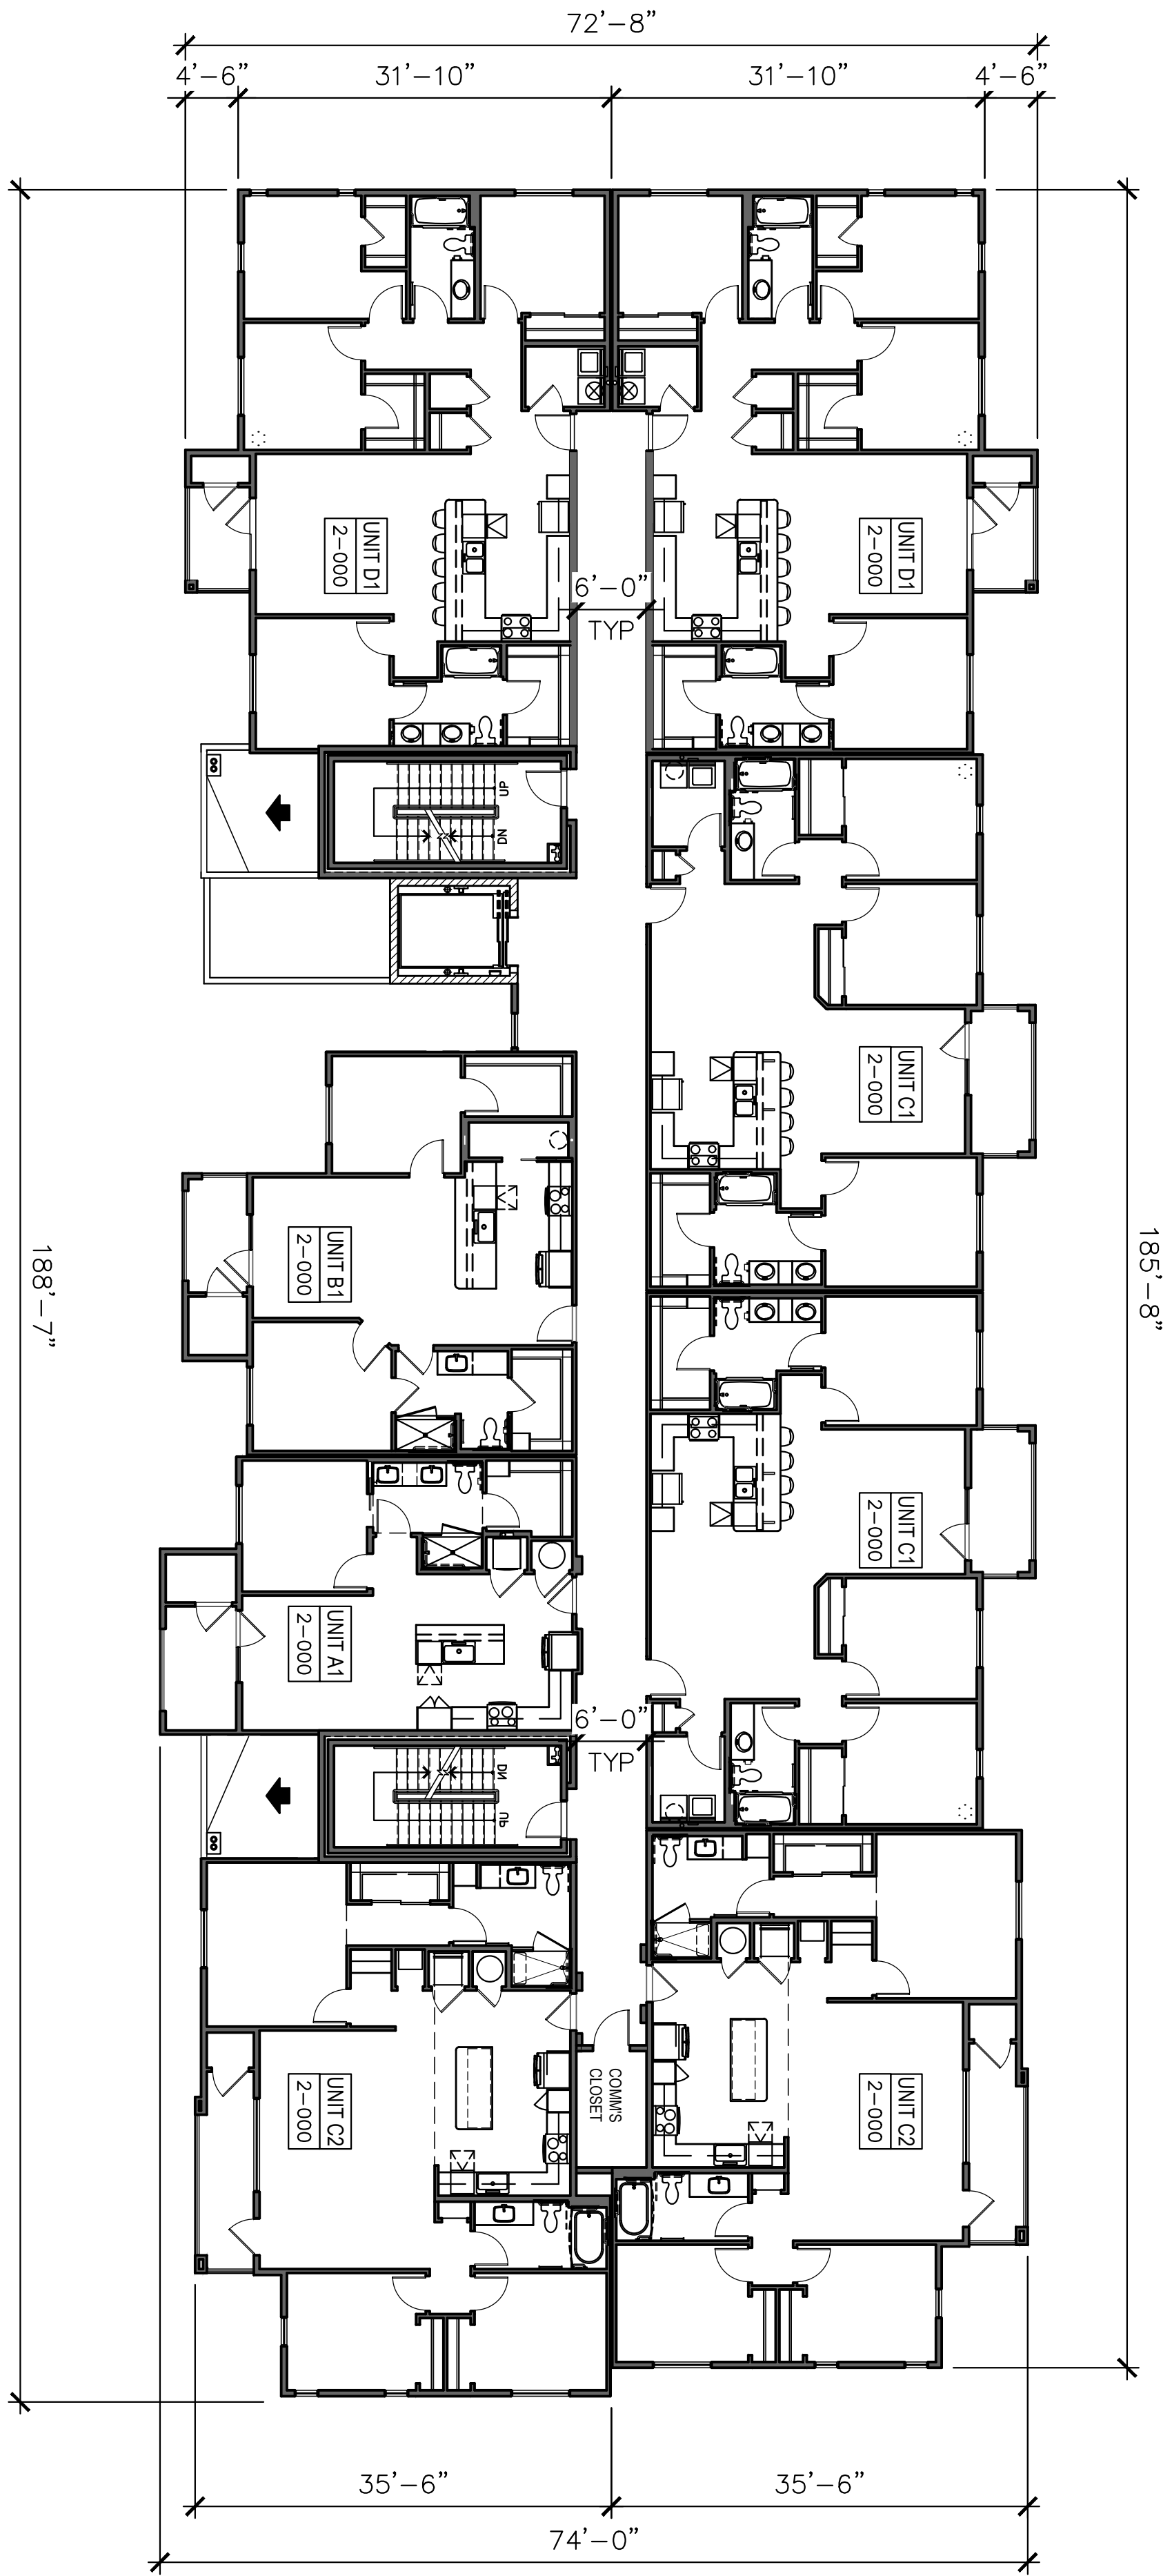 72'-8"
4'-6"
31'-10"
31'-10"
4'-6"
UNIT D1
2-000
UNIT D1
2-000
6'-0"
TYP
UP
DN
UNIT C1
2-000
188'-7"
185'-8"
UNIT B1
2-000
UNIT C1
2-000
UNIT A1
2-000
6'-0"
TYP
DN
UP
COMM'S
CLOSET
UNIT C2
2-000
UNIT C2
2-000
35'-6"
35'-6"
74'-0"